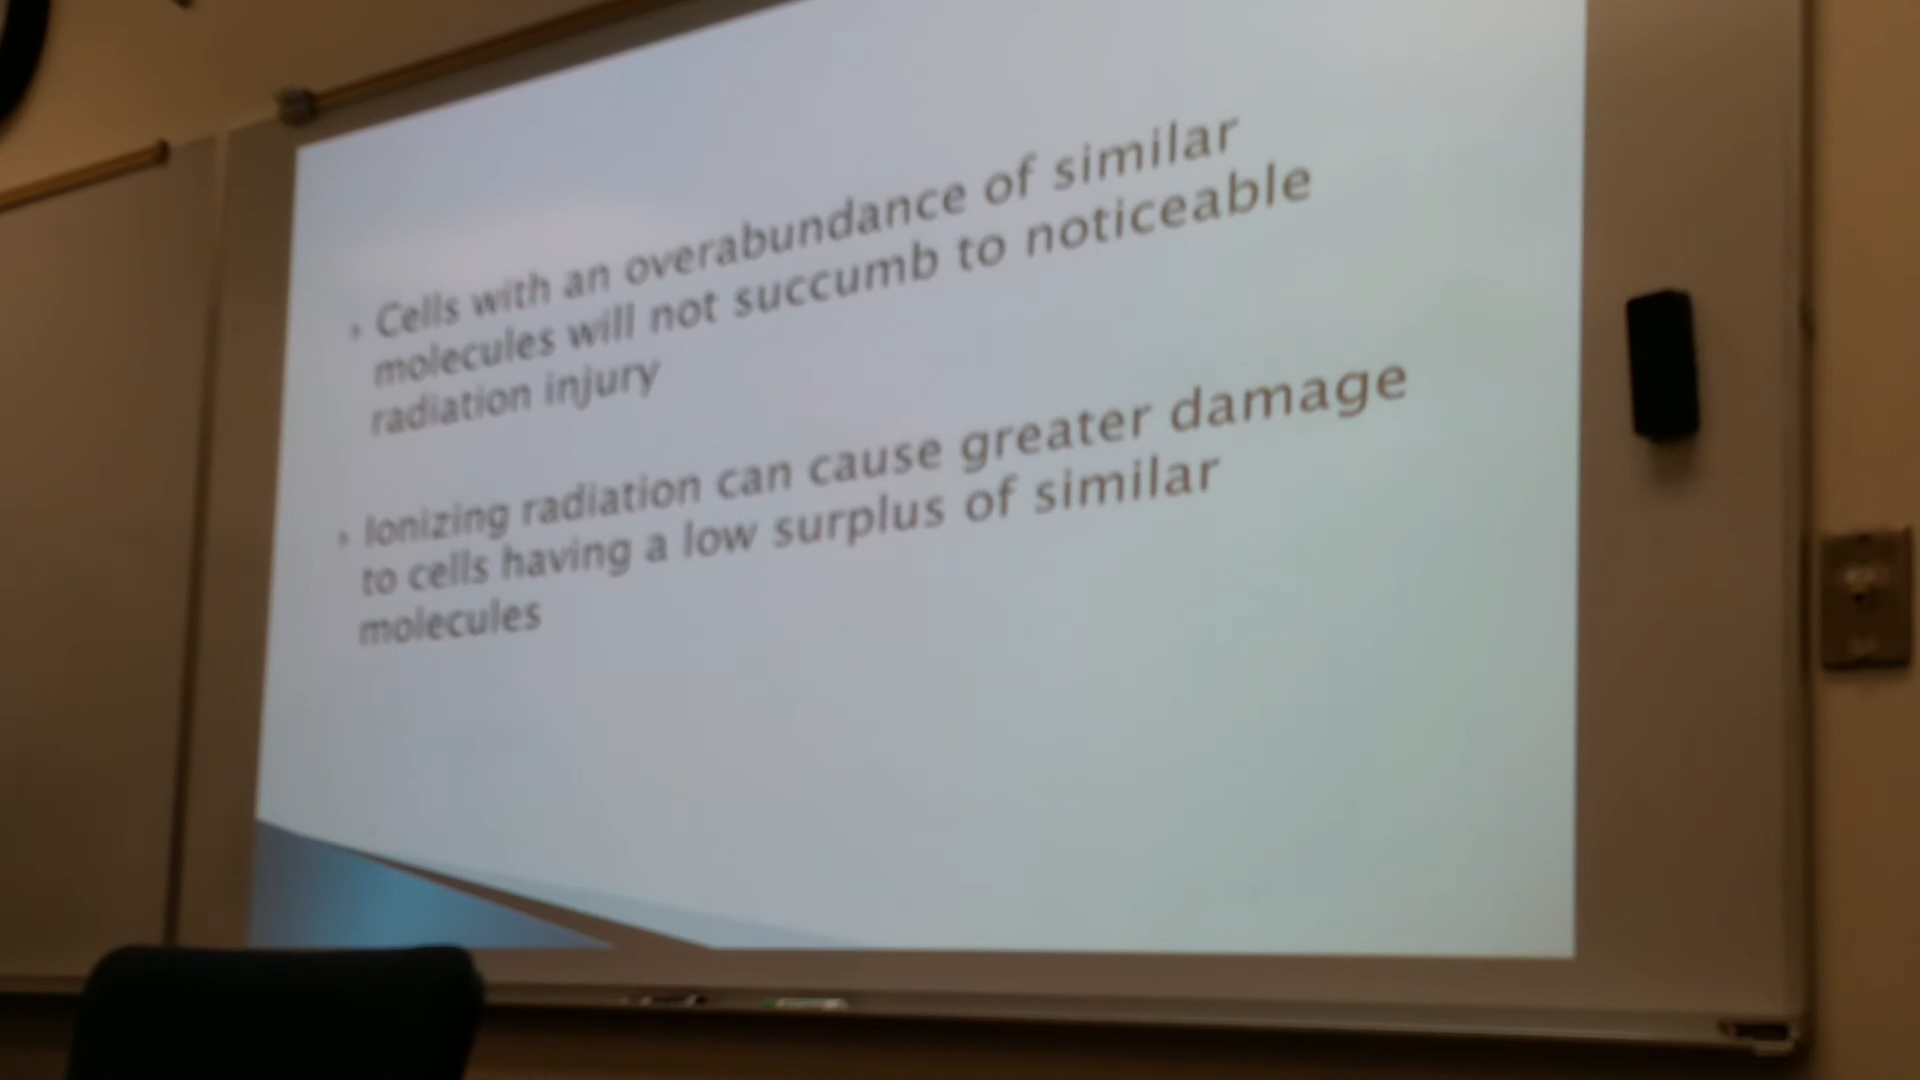 Cells with an overabundance of similar
molecules will not succumb to noticeable
radiation injury
Ionizing radiation can cause greater damage
to cells having a low surplus of similar
molecules